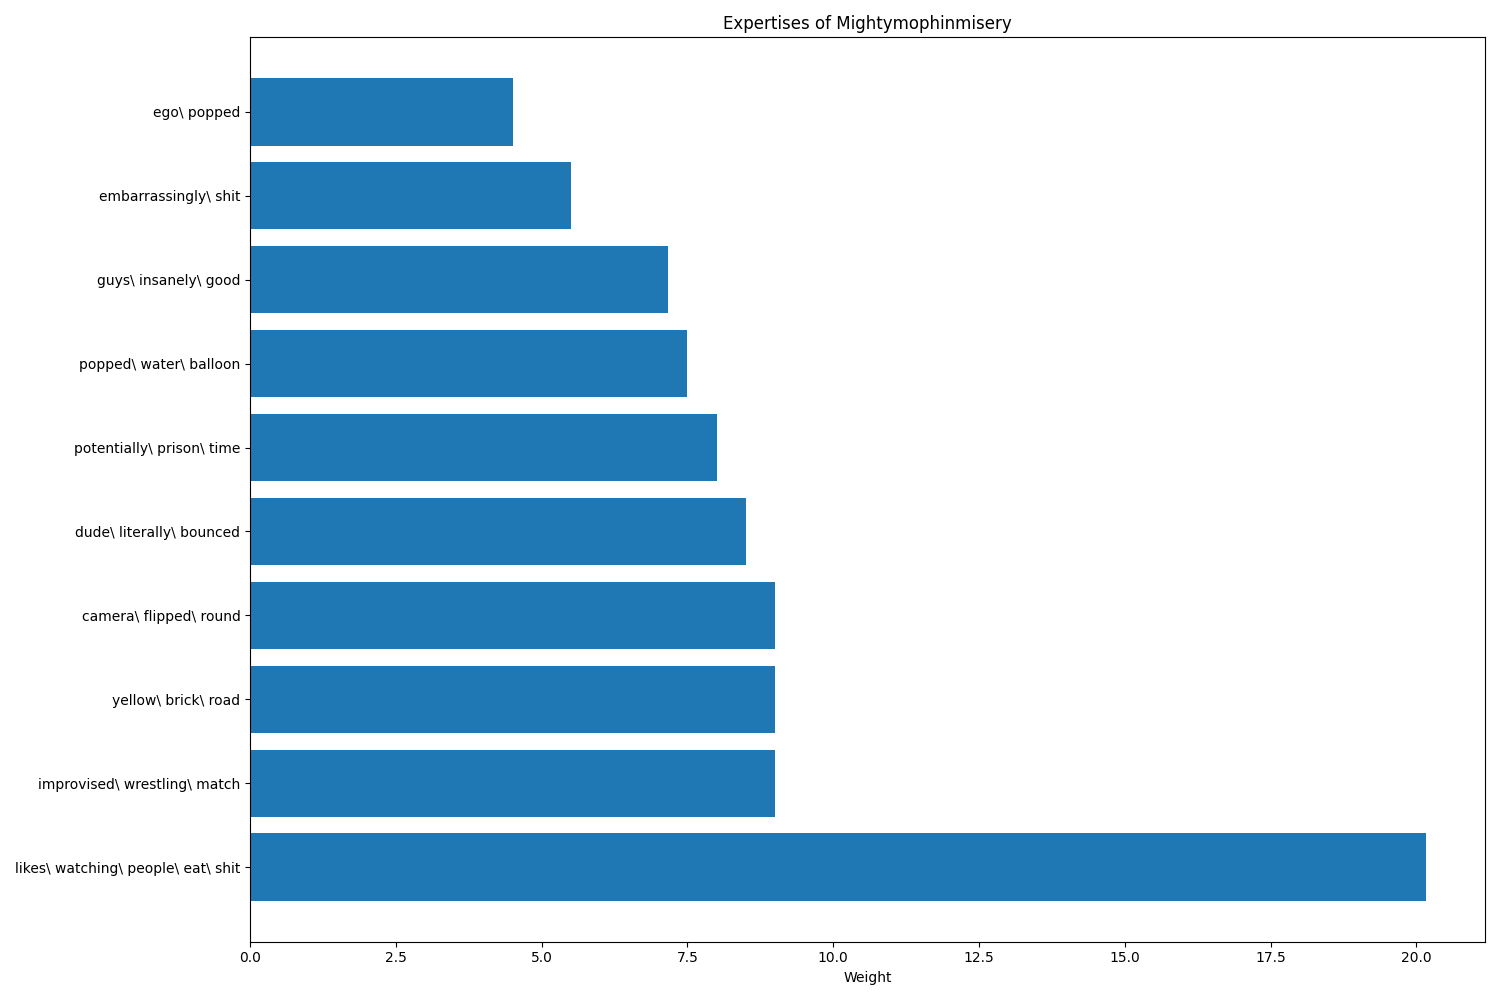 Expertises of Mightymophinmisery
ego\ popped
embarrassingly\ shit
guys\ insanely\ good
popped\ water\ balloon
potentially\ prison\ time
dude\ literally\ bounced
camera\ flipped\ round
yellow\ brick\ road
improvised\ wrestling\ match
likes\ watching\ people\ eat\ shit
0.0 2.5 5.0 7.5 10.0 12.5 15.0 17.5 20.0
Weight